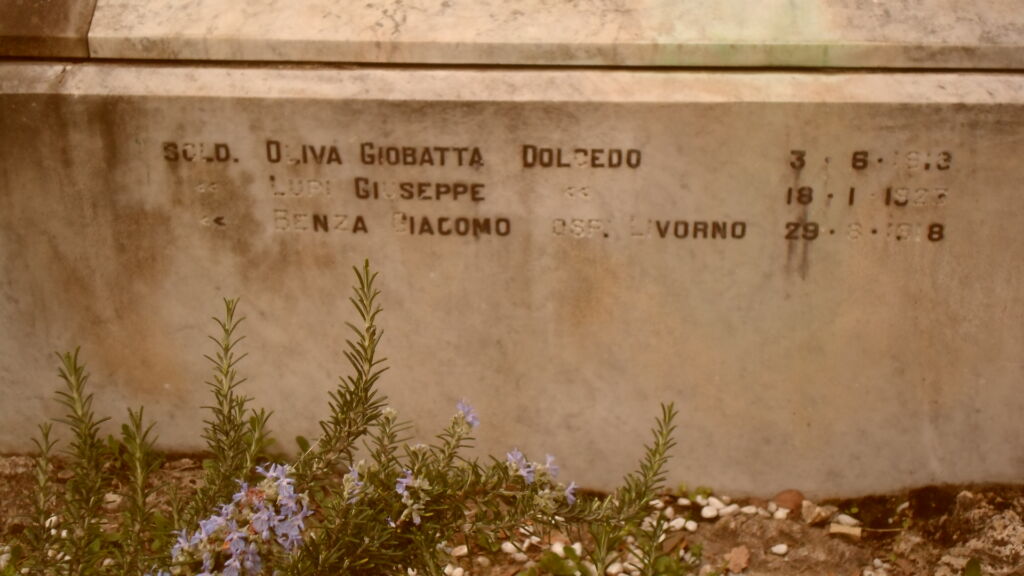 SOLD. OLIVA GIOBATTA DOLCEDO 3 · 6 · 1913
« LUPI GIUSEPPE « 18 · 1 · 1927
« BENZA GIACOMO OSP. LIVORNO 29 · 8 · 1918